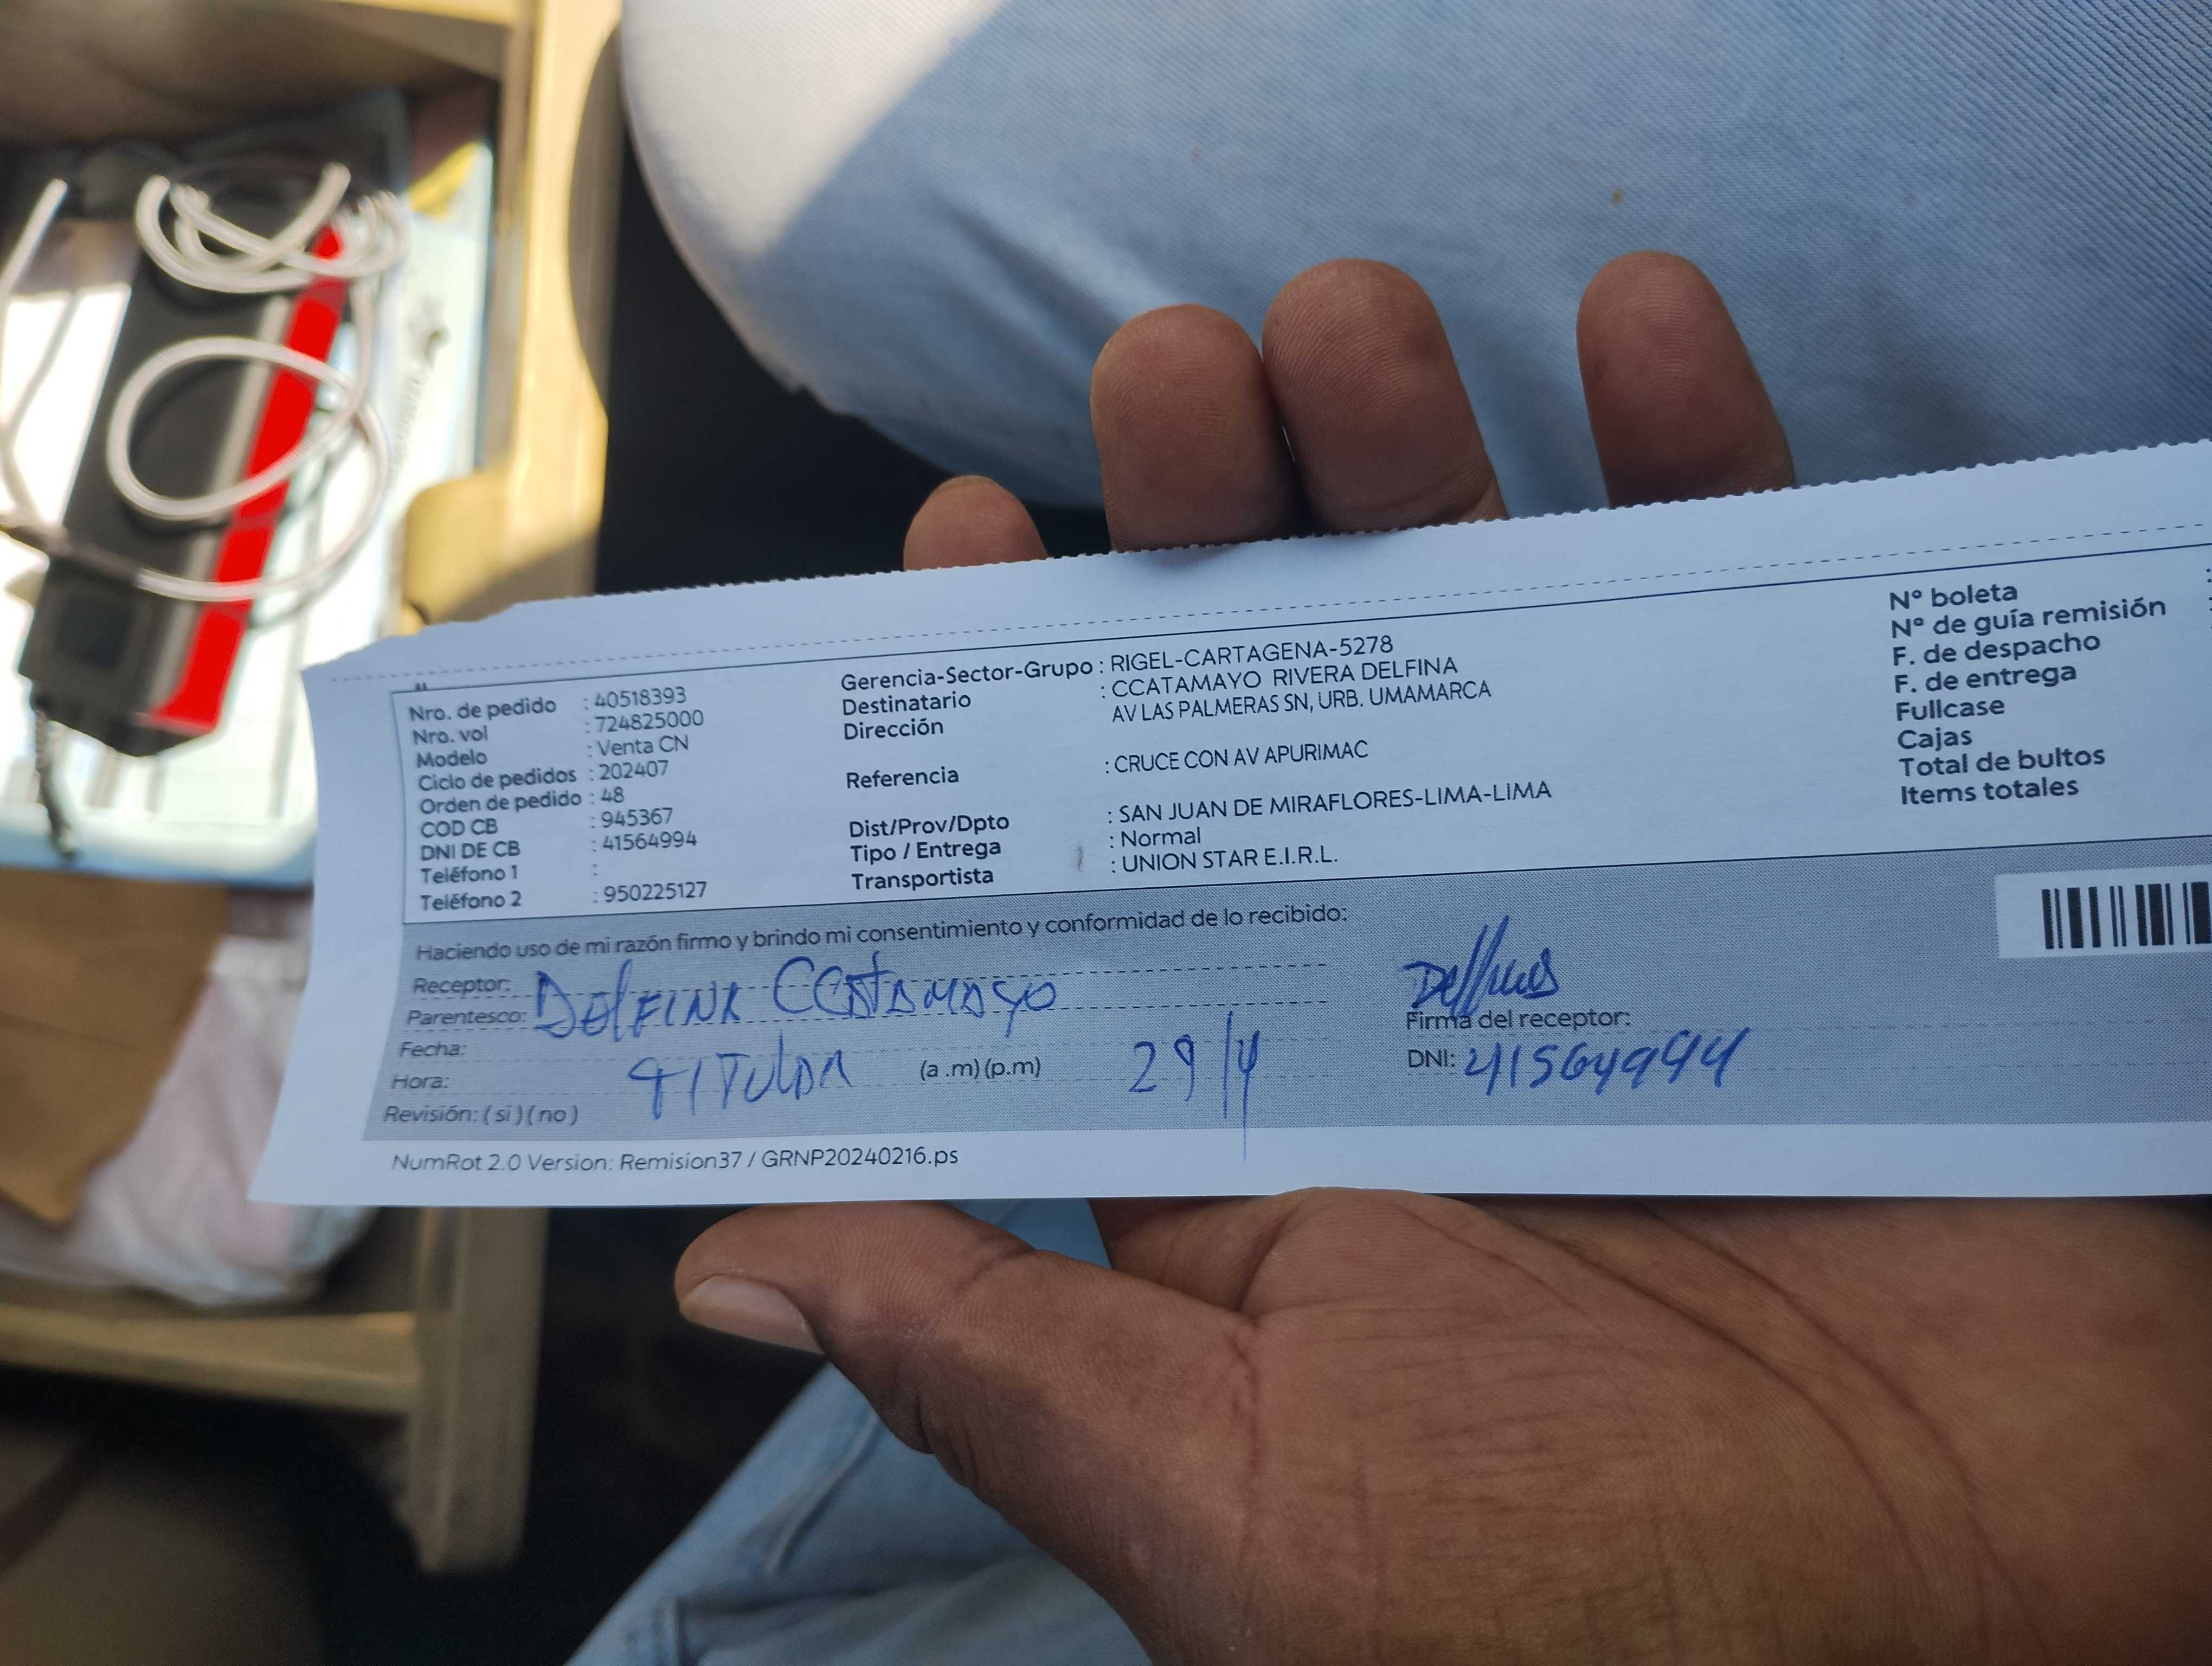 Nro. de pedido : 40518393
Nro. vol : 724825000
Modelo : Venta CN
Ciclo de pedidos : 202407
Orden de pedido : 48
COD CB : 945367
DNI DE CB : 41564994
Teléfono 1 :
Teléfono 2 : 950225127
Gerencia-Sector-Grupo : RIGEL-CARTAGENA-5278
Destinatario : CCATAMAYO RIVERA DELFINA
Dirección AV LAS PALMERAS SN, URB. UMAMARCA
Referencia : CRUCE CON AV APURIMAC
Dist/Prov/Dpto : SAN JUAN DE MIRAFLORES-LIMA-LIMA
Tipo / Entrega : Normal
Transportista : UNION STAR E.I.R.L.
N° boleta :
N° de guía remisión :
F. de despacho
F. de entrega
Fullcase
Cajas
Total de bultos
Items totales
Haciendo uso de mi razón firmo y brindo mi consentimiento y conformidad de lo recibido:
Receptor: DElFINA CCATAMAYO
Parentesco:
Fecha:
Hora: TITULAR (a .m) (p.m) 29/4
Revisión: ( si ) ( no )
Firma del receptor:
DNI: 41564994
NumRot 2.0 Version: Remision37 / GRNP20240216.ps